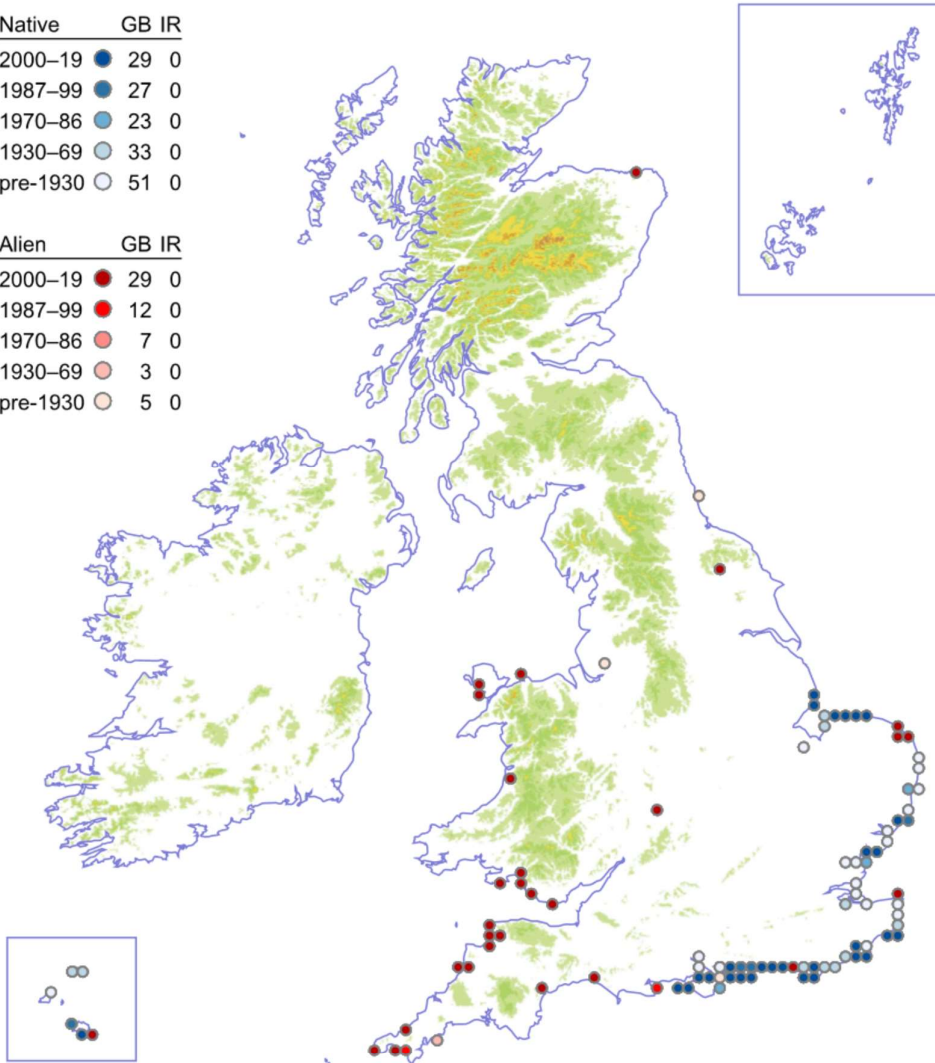 Native GB IR
2000–19 29 0
1987–99 27 0
1970–86 23 0
1930–69 33 0
pre-1930 51 0
Alien GB IR
2000–19 29 0
1987–99 12 0
1970–86 7 0
1930–69 3 0
pre-1930 5 0